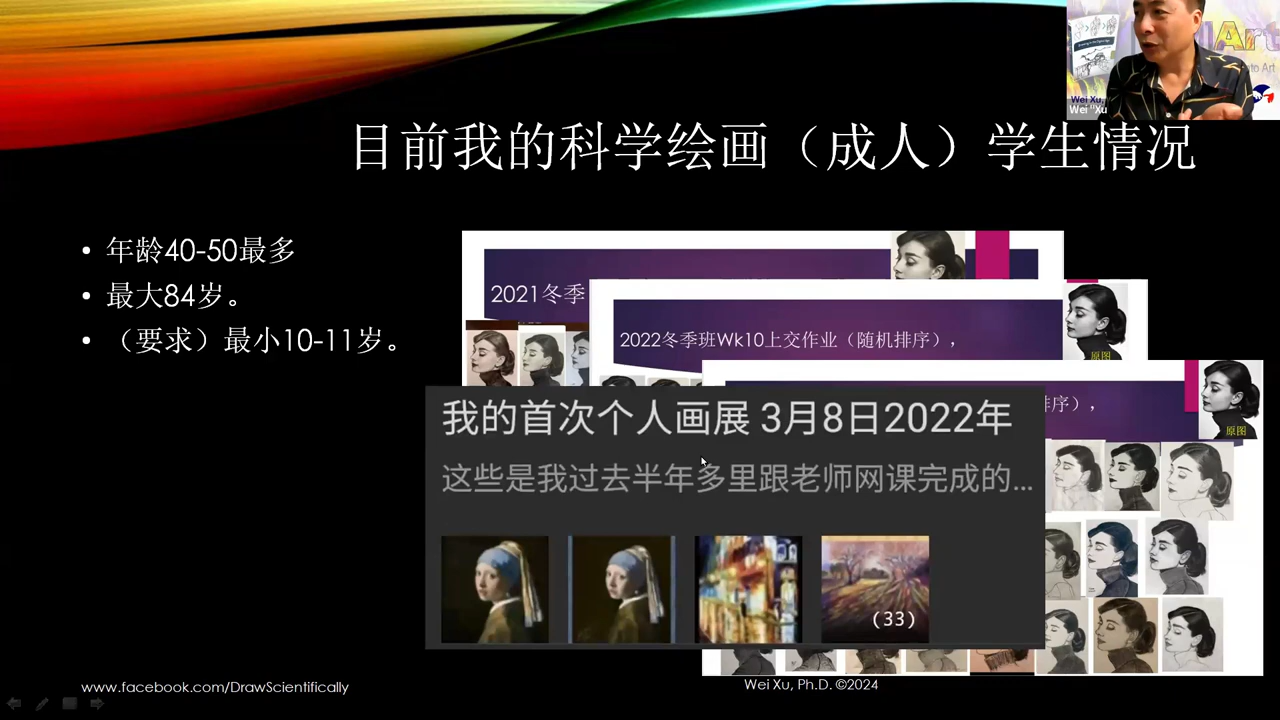 目前我的科学绘画（成人）学生情况
• 年龄40-50最多
• 最大84岁。
• （要求）最小10-11岁。
2021冬季
2022冬季班Wk10上交作业（随机排序），
原图
排序），
原图
我的首次个人画展 3月8日2022年
这些是我过去半年多里跟老师网课完成的...
(33)
www.facebook.com/DrawScientifically
Wei Xu, Ph.D. ©2024
Wei Xu,
Wei "Xu